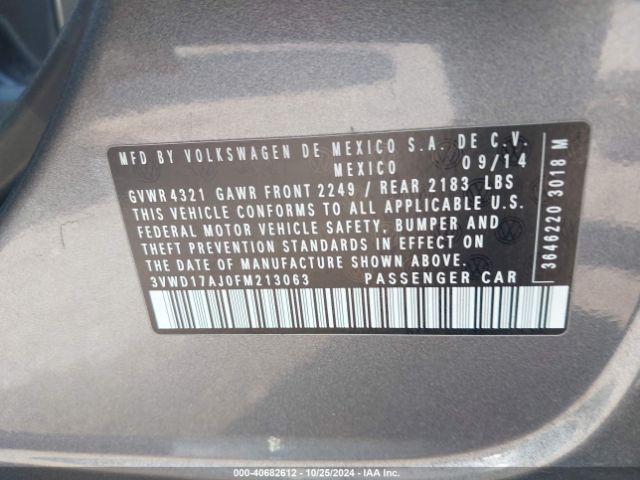 MFD BY VOLKSWAGEN DE MEXICO S.A. DE C.V.
MEXICO 09/14
GVWR 4321 GAWR FRONT 2249 / REAR 2183 LBS
THIS VEHICLE CONFORMS TO ALL APPLICABLE U.S.
FEDERAL MOTOR VEHICLE SAFETY, BUMPER AND
THEFT PREVENTION STANDARDS IN EFFECT ON
THE DATE OF MANUFACTURE SHOWN ABOVE.
3VWD17AJ0FM213063 PASSENGER CAR
3646220 3018 M
000-40682612 - 10/25/2024 - IAA Inc.